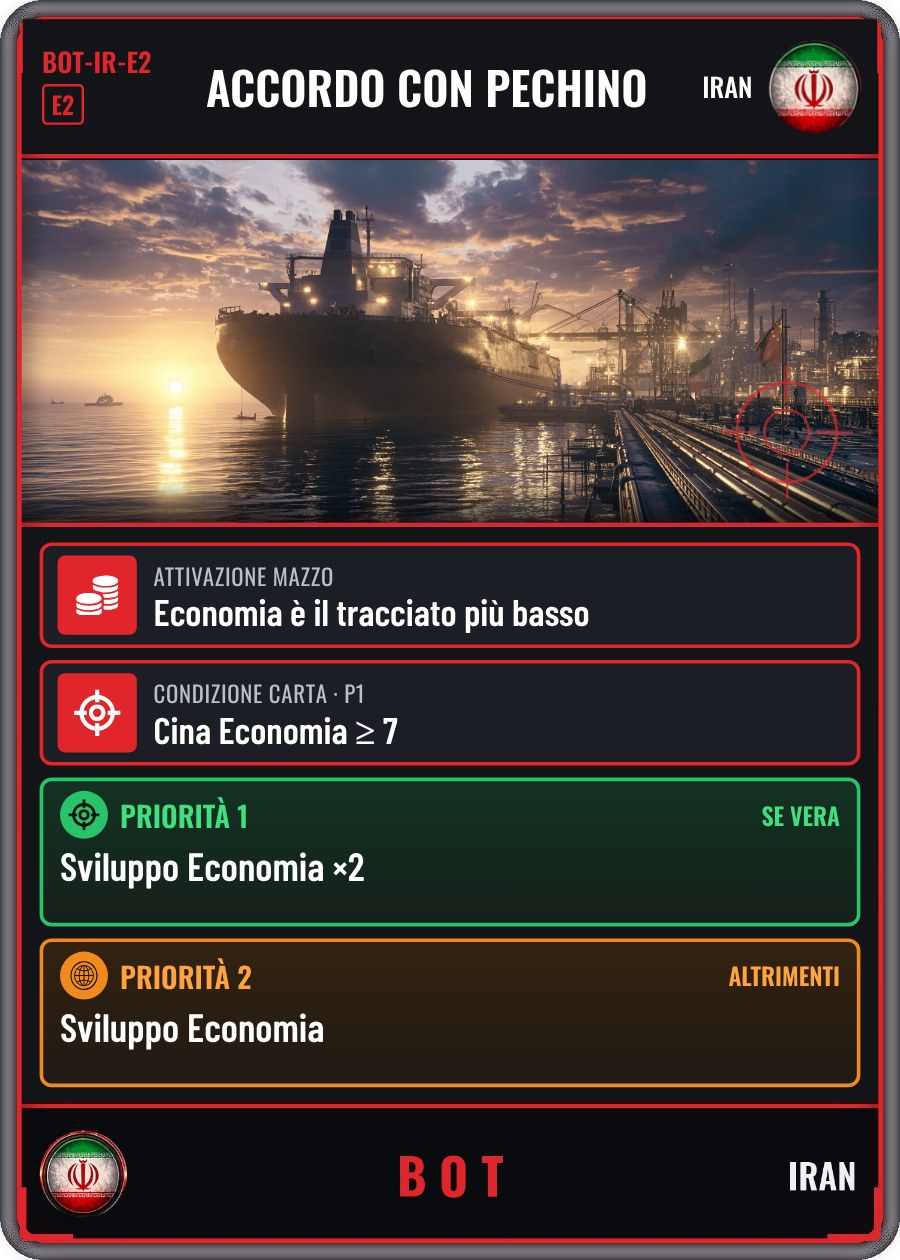 BOT-IR-E2
E2
ACCORDO CON PECHINO
IRAN
ATTIVAZIONE MAZZO
Economia è il tracciato più basso
CONDIZIONE CARTA · P1
Cina Economia ≥ 7
PRIORITÀ 1
SE VERA
Sviluppo Economia ×2
PRIORITÀ 2
ALTRIMENTI
Sviluppo Economia
BOT
IRAN